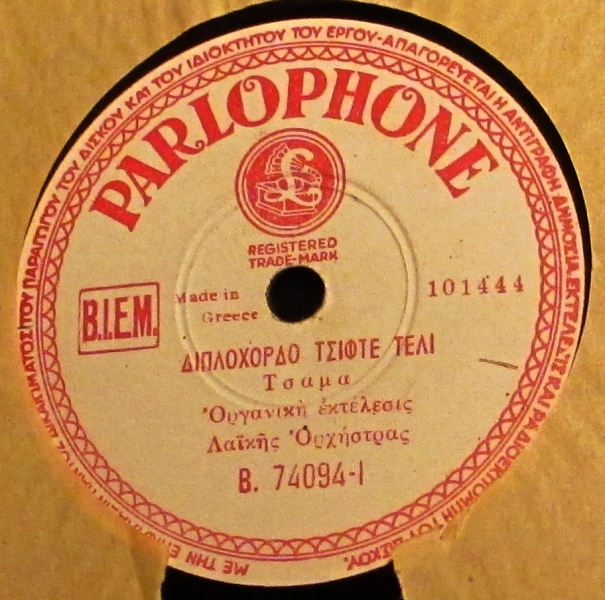 ΜΕ ΤΗΝ ΕΠΙΦΥΛΑΞΙΝ ΠΑΝΤΟΣ ΔΙΚΑΙΩΜΑΤΟΣ ΤΟΥ ΠΑΡΑΓΩΓΟΥ ΤΟΥ ΔΙΣΚΟΥ ΚΑΙ ΤΟΥ ΙΔΙΟΚΤΗΤΟΥ ΤΟΥ ΕΡΓΟΥ-ΑΠΑΓΟΡΕΥΕΤΑΙ Η ΑΝΤΙΓΡΑΦΗ ΔΗΜΟΣΙΑ ΕΚΤΕΛΕΣΙΣ ΚΑΙ ΡΑΔΙΟΕΚΠΟΜΠΗ ΤΟΥ ΔΙΣΚΟΥ.
PARLOPHONE
REGISTERED
TRADE-MARK
B.I.E.M.
Made in
Greece
101444
ΔΙΠΛΟΧΟΡΔΟ ΤΣΙΦΤΕ ΤΕΛΙ
Τσαμα
Ὀργανικὴ ἐκτέλεσις
Λαϊκῆς Ὀρχήστρας
B. 74094-I